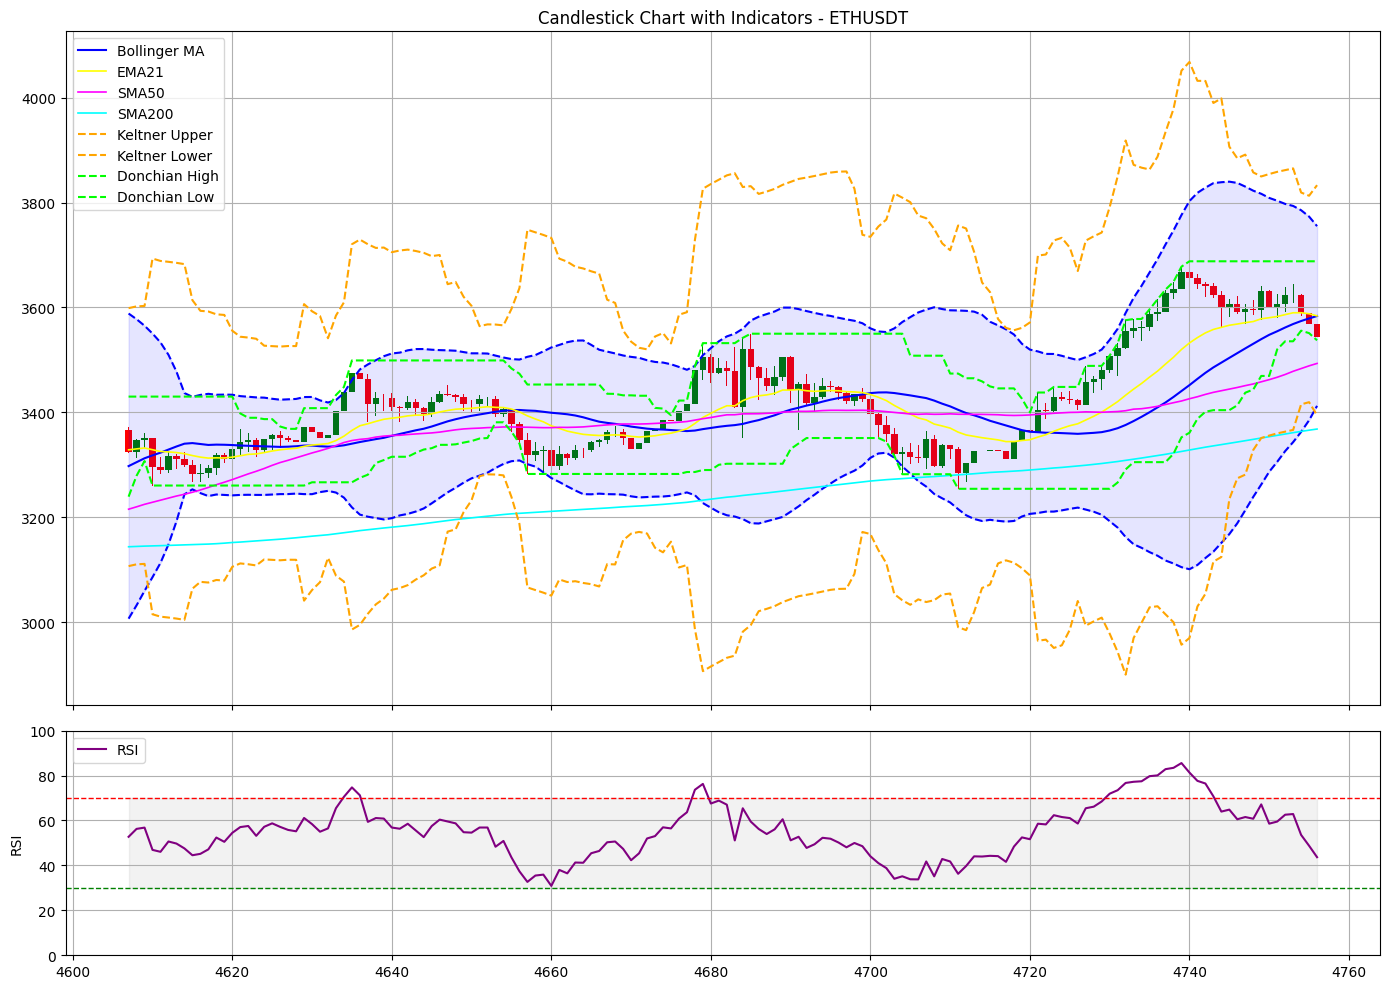 Candlestick Chart with Indicators - ETHUSDT
Bollinger MA
EMA21
SMA50
SMA200
Keltner Upper
Keltner Lower
Donchian High
Donchian Low
4000
3800
3600
3400
3200
3000
RSI
100
80
60
40
20
0
RSI
4600 4620 4640 4660 4680 4700 4720 4740 4760